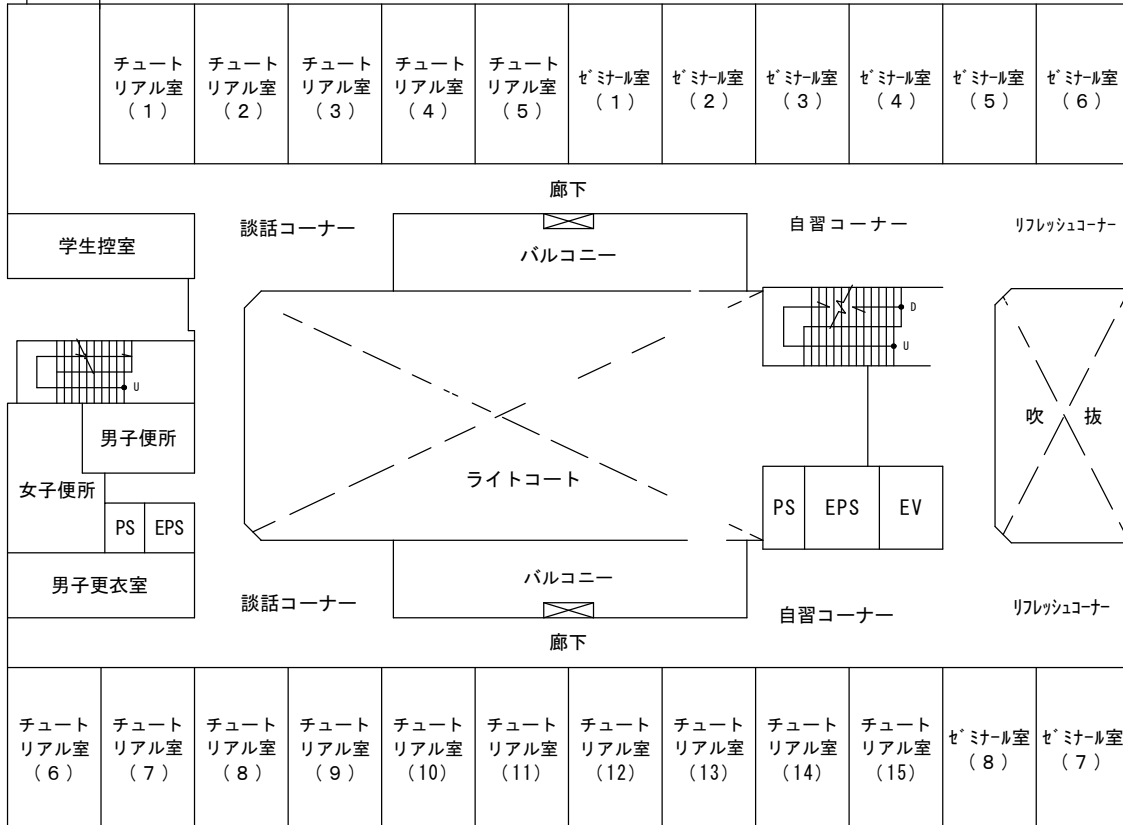 チュート
リアル室
(1)
チュート
リアル室
(2)
チュート
リアル室
(3)
チュート
リアル室
(4)
チュート
リアル室
(5)
ｾﾞﾐﾅｰﾙ室
(1)
ｾﾞﾐﾅｰﾙ室
(2)
ｾﾞﾐﾅｰﾙ室
(3)
ｾﾞﾐﾅｰﾙ室
(4)
ｾﾞﾐﾅｰﾙ室
(5)
ｾﾞﾐﾅｰﾙ室
(6)
廊下
学生控室
談話コーナー
バルコニー
自習コーナー
ﾘﾌﾚｯｼｭｺｰﾅｰ
D
U
U
男子便所
女子便所
PS
EPS
ライトコート
吹 抜
PS
EPS
EV
男子更衣室
談話コーナー
バルコニー
自習コーナー
ﾘﾌﾚｯｼｭｺｰﾅｰ
廊下
チュート
リアル室
(6)
チュート
リアル室
(7)
チュート
リアル室
(8)
チュート
リアル室
(9)
チュート
リアル室
(10)
チュート
リアル室
(11)
チュート
リアル室
(12)
チュート
リアル室
(13)
チュート
リアル室
(14)
チュート
リアル室
(15)
ｾﾞﾐﾅｰﾙ室
(8)
ｾﾞﾐﾅｰﾙ室
(7)